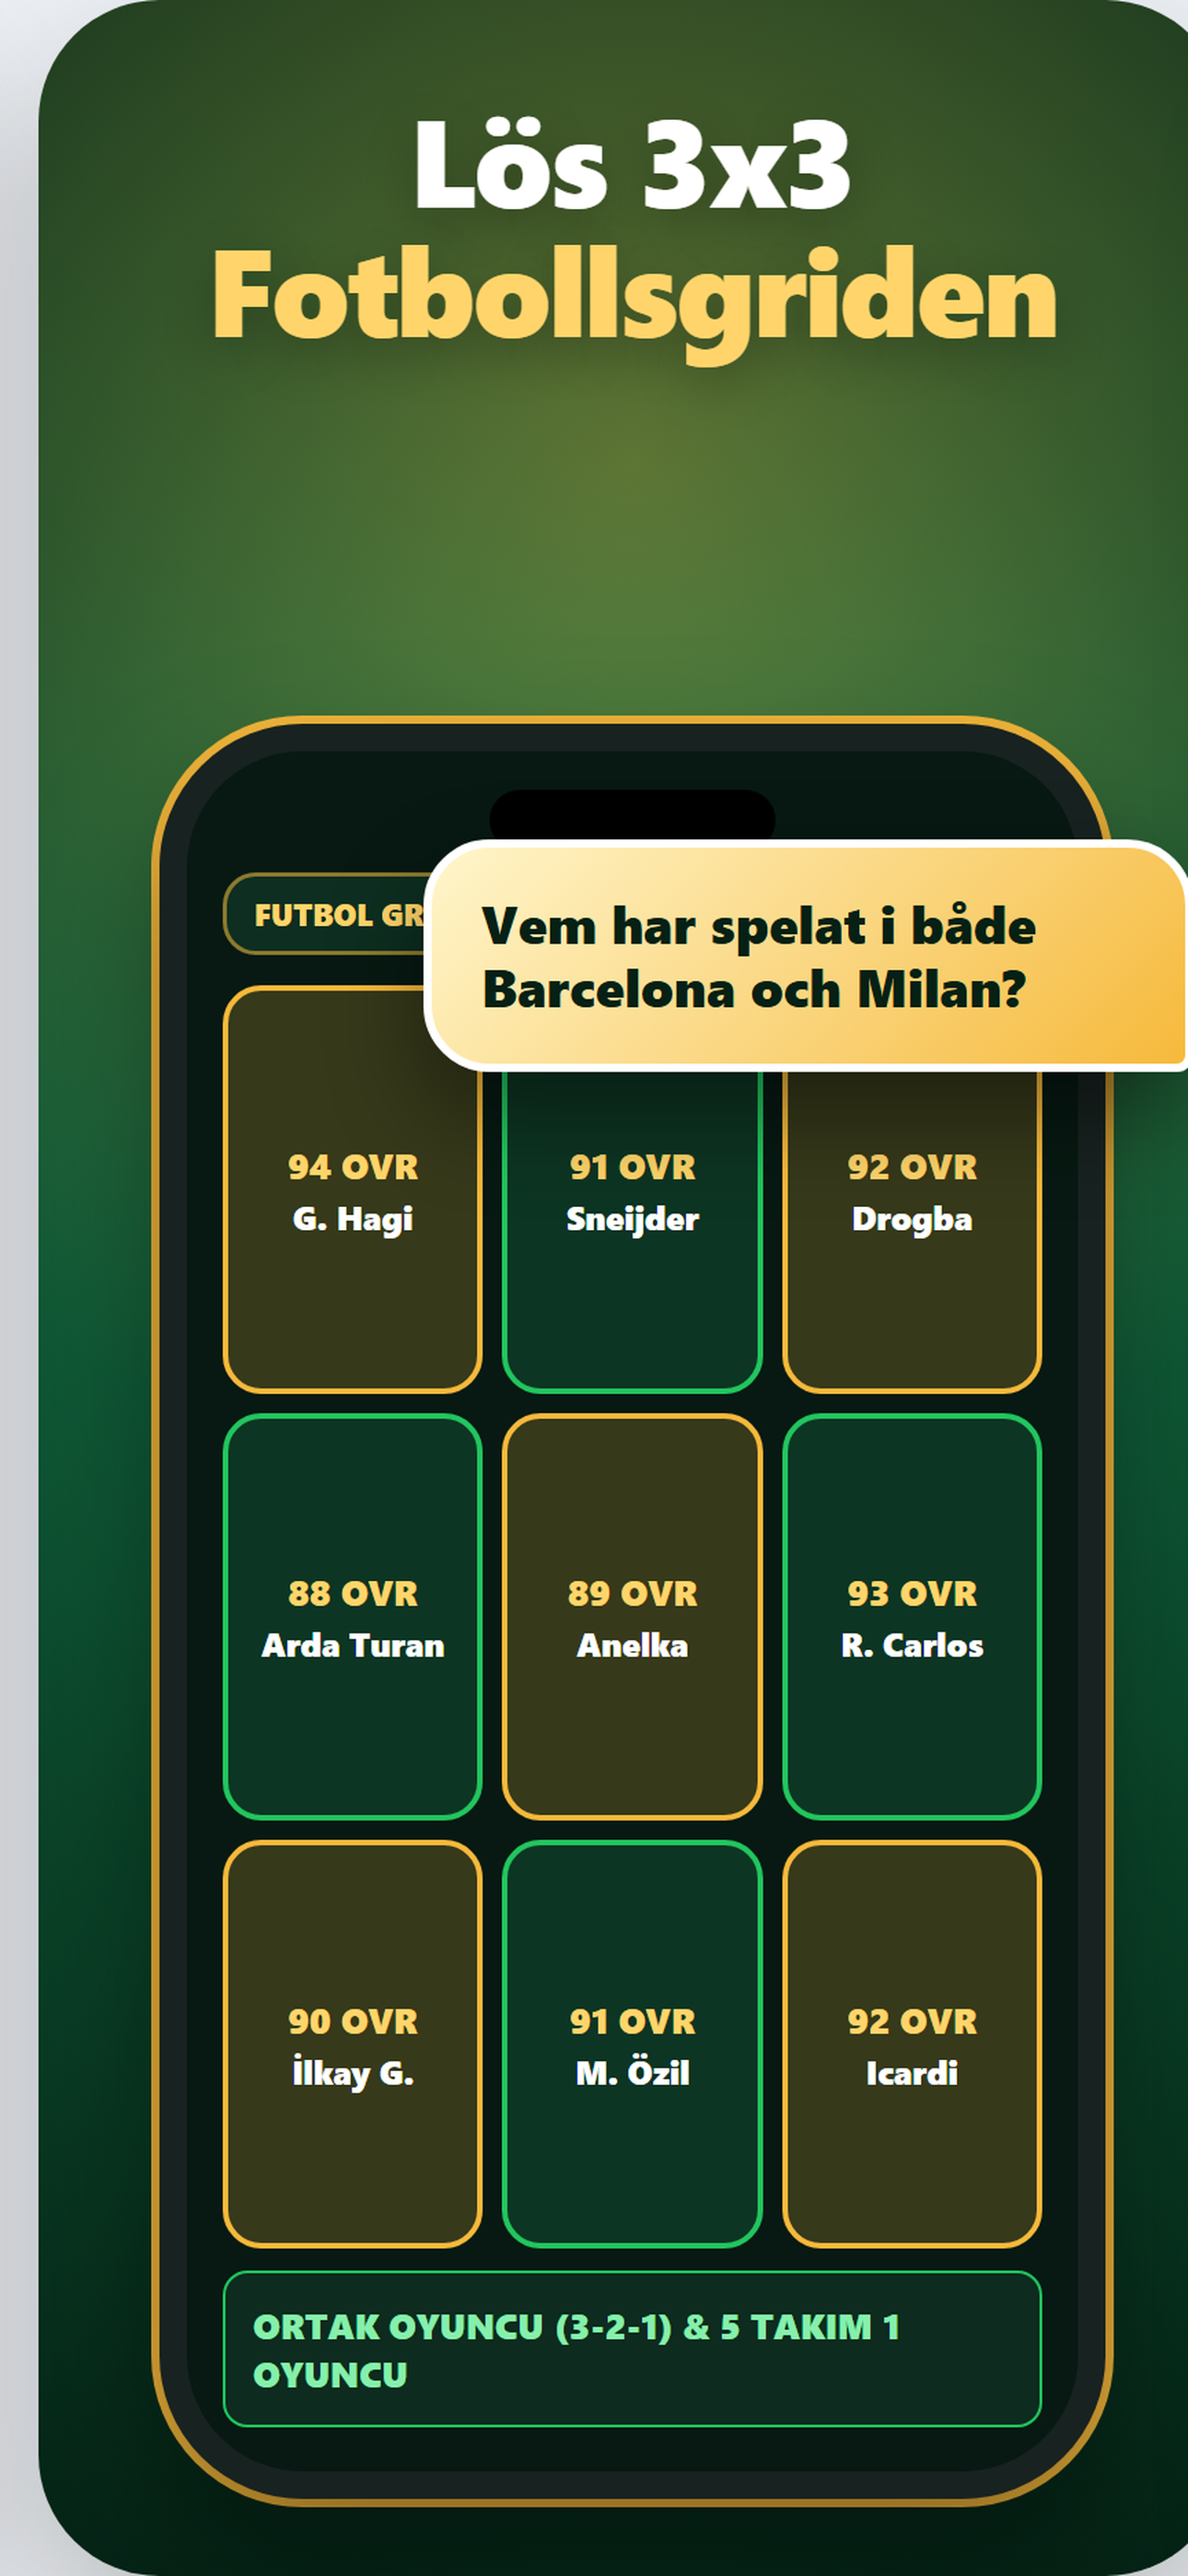 Lös 3x3
Fotbollsgriden
Vem har spelat i både
Barcelona och Milan?
FUTBOL GR
94 OVR
G. Hagi
91 OVR
Sneijder
92 OVR
Drogba
88 OVR
Arda Turan
89 OVR
Anelka
93 OVR
R. Carlos
90 OVR
İlkay G.
91 OVR
M. Özil
92 OVR
Icardi
ORTAK OYUNCU (3-2-1) & 5 TAKIM 1
OYUNCU